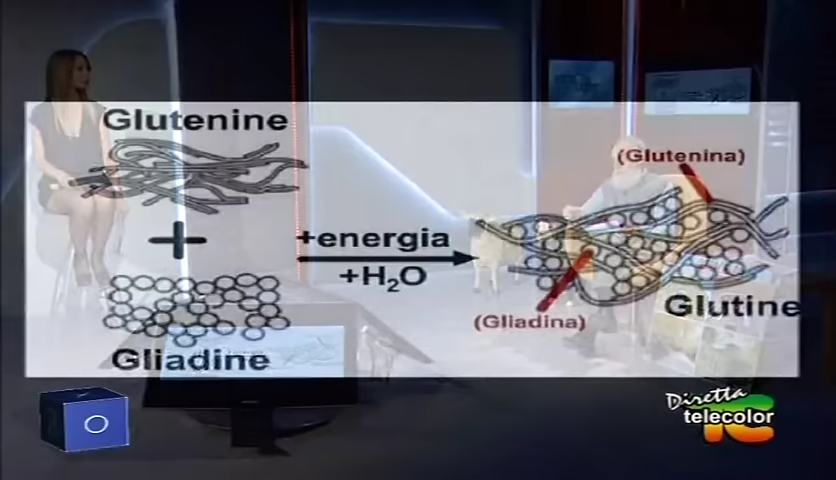 Glutenine
(Glutenina)
+
+energia
+H₂O
(Gliadina)
Glutine
Gliadine
Diretta
telecolor